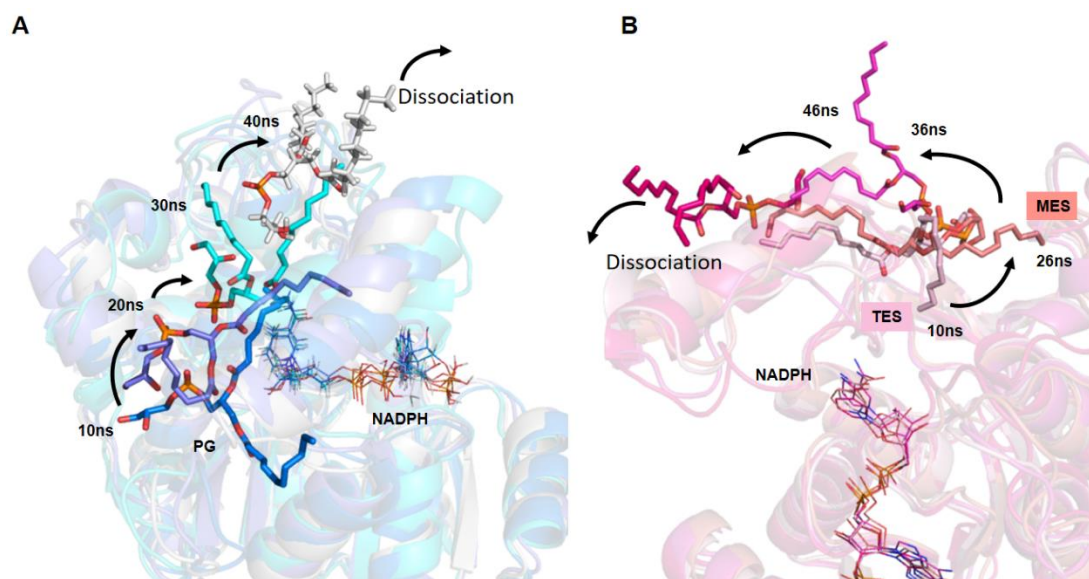 A
B
Dissociation
40ns
30ns
20ns
10ns
PG
NADPH
46ns
36ns
MES
26ns
Dissociation
TES
10ns
NADPH